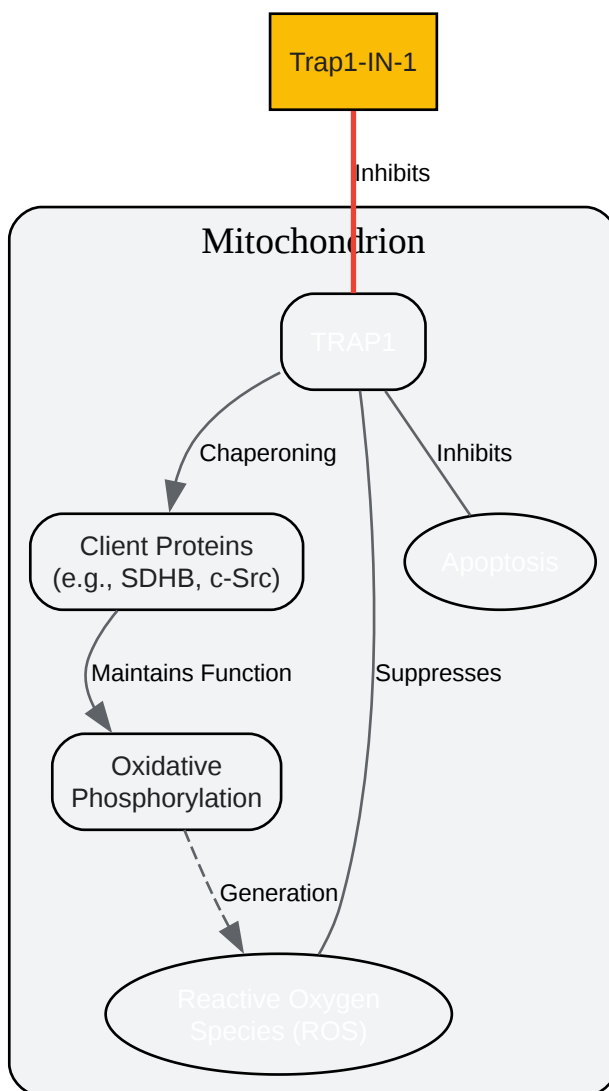 Trap1-IN-1
Inhibits
Mitochondrion
TRAP1
Chaperoning
Inhibits
Client Proteins
(e.g., SDHB, c-Src)
Apoptosis
Maintains Function
Suppresses
Oxidative
Phosphorylation
Generation
Reactive Oxygen
Species (ROS)